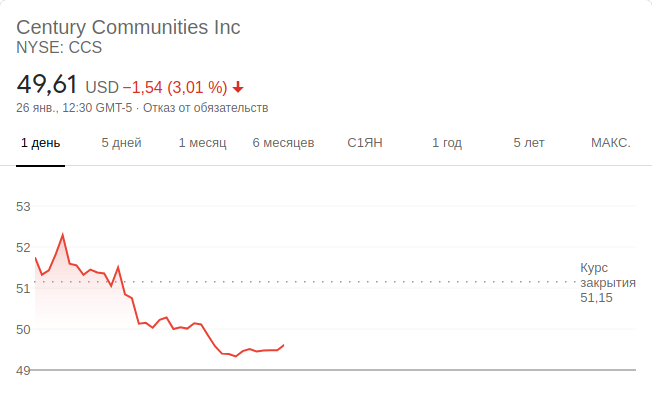 Century Communities Inc
NYSE: CCS
49,61 USD −1,54 (3,01 %)
26 янв., 12:30 GMT-5 · Отказ от обязательств
1 день 5 дней 1 месяц 6 месяцев С1ЯН 1 год 5 лет МАКС.
53
52
Курс
закрытия
51,15
51
50
49